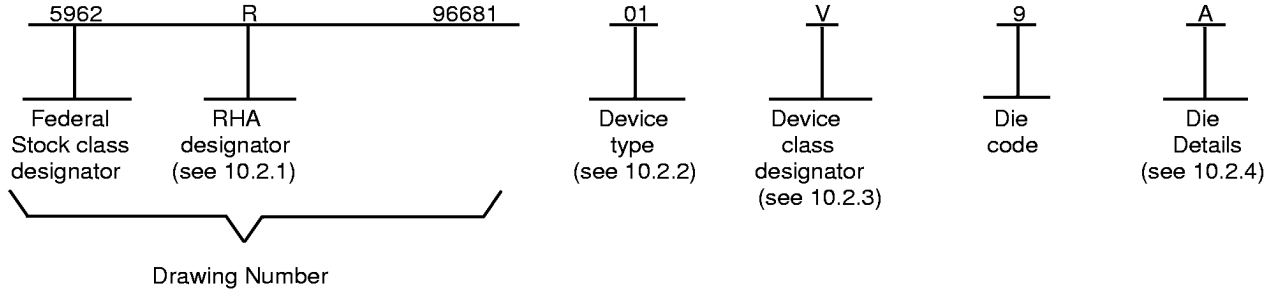 5962 R 96681 01 V 9 A
Federal Stock class designator
RHA designator (see 10.2.1)
Device type (see 10.2.2)
Device class designator (see 10.2.3)
Die code
Die Details (see 10.2.4)
Drawing Number